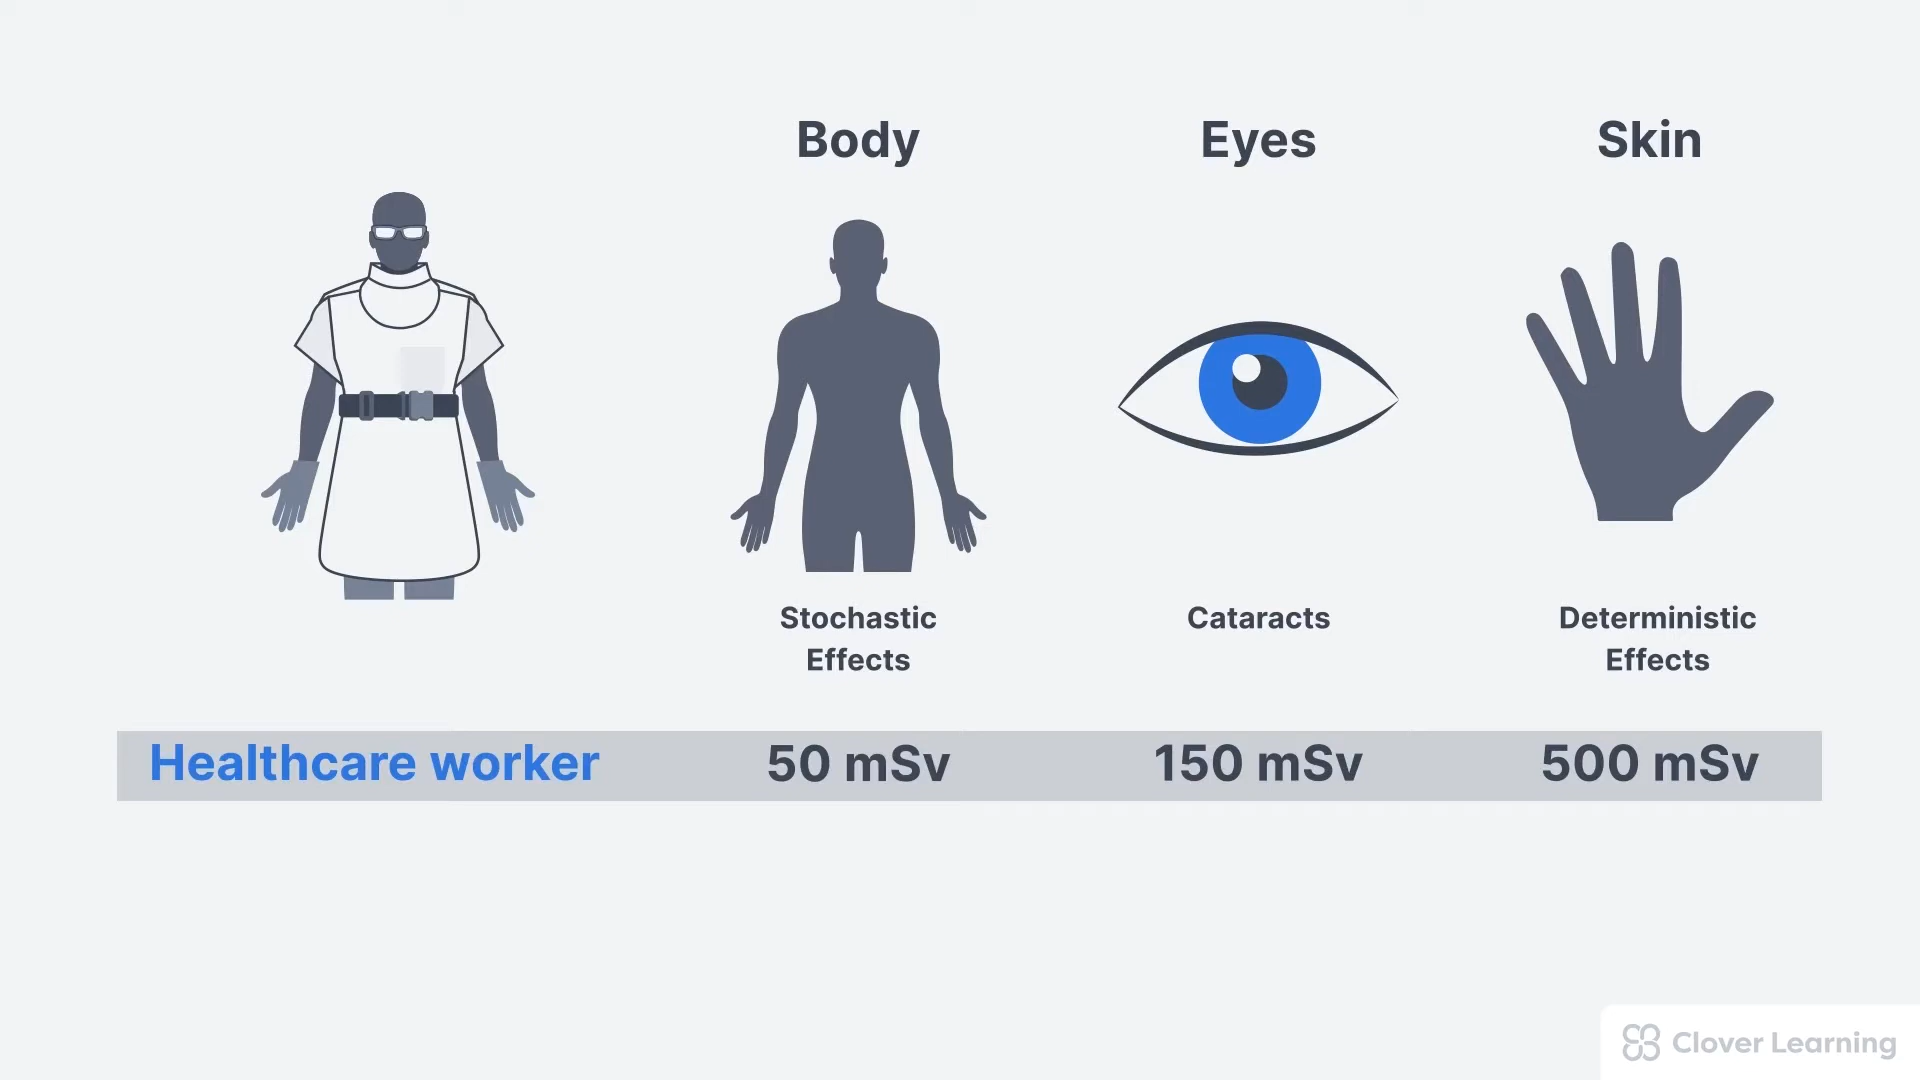 Body
Eyes
Skin
Stochastic
Effects
Cataracts
Deterministic
Effects
Healthcare worker
50 mSv
150 mSv
500 mSv
Clover Learning